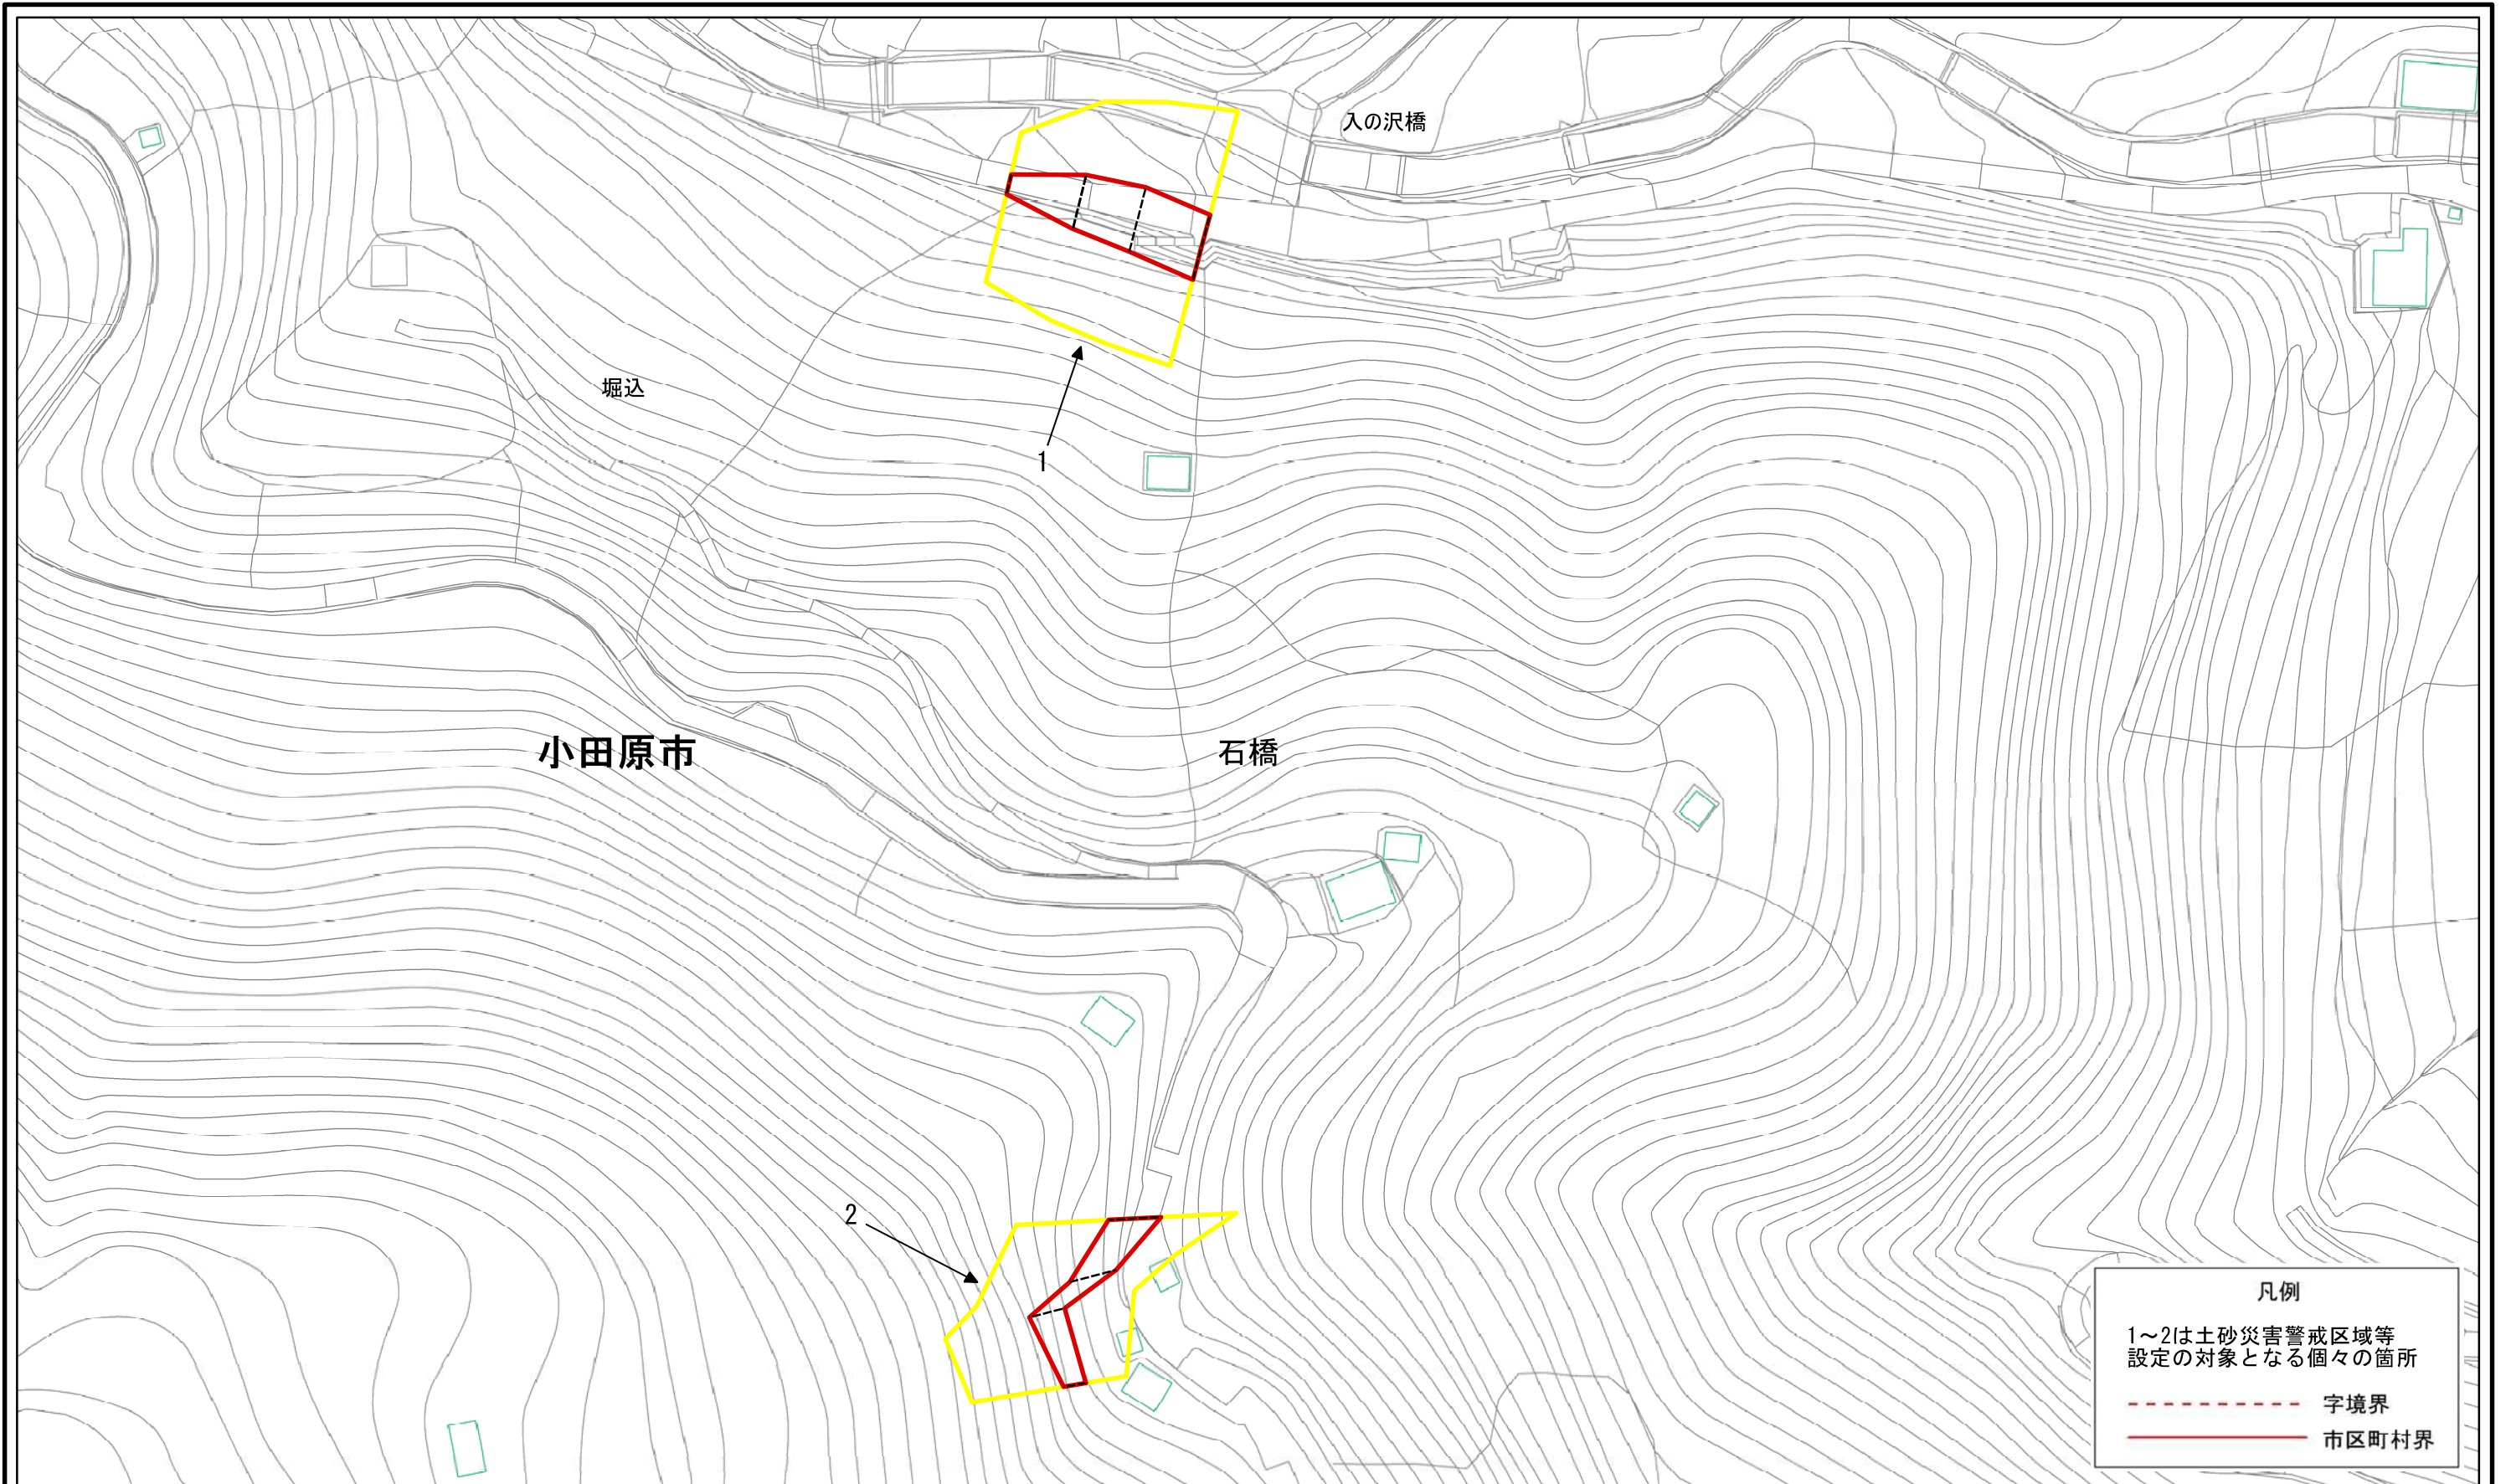 入の沢橋
堀込
1
小田原市
石橋
2
凡例
1～2は土砂災害警戒区域等
設定の対象となる個々の箇所
字境界
市区町村界